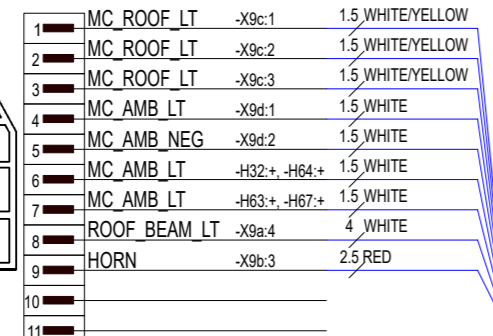 1 MC_ROOF_LT -X9c:1 1.5 WHITE/YELLOW
2 MC_ROOF_LT -X9c:2 1.5 WHITE/YELLOW
3 MC_ROOF_LT -X9c:3 1.5 WHITE/YELLOW
4 MC_AMB_LT -X9d:1 1.5 WHITE
5 MC_AMB_NEG -X9d:2 1.5 WHITE
6 MC_AMB_LT -H32:+, -H64:+ 1.5 WHITE
7 MC_AMB_LT -H63:+, -H67:+ 1.5 WHITE
8 ROOF_BEAM_LT -X9a:4 4 WHITE
9 HORN -X9b:3 2.5 RED
10
11